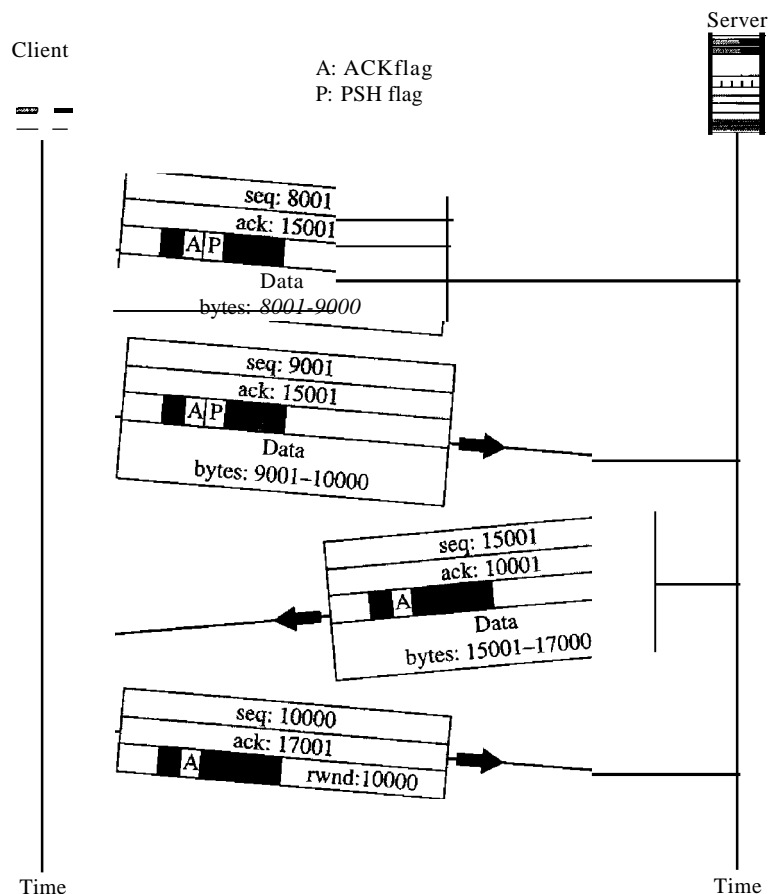 Server
Client
A: ACKflag
P: PSH flag
seq: 8001
ack: 15001
A P
Data
bytes: 8001-9000
seq: 9001
ack: 15001
A P
Data
bytes: 9001–10000
seq: 15001
ack: 10001
A
Data
bytes: 15001–17000
seq: 10000
ack: 17001
A
rwnd:10000
Time
Time